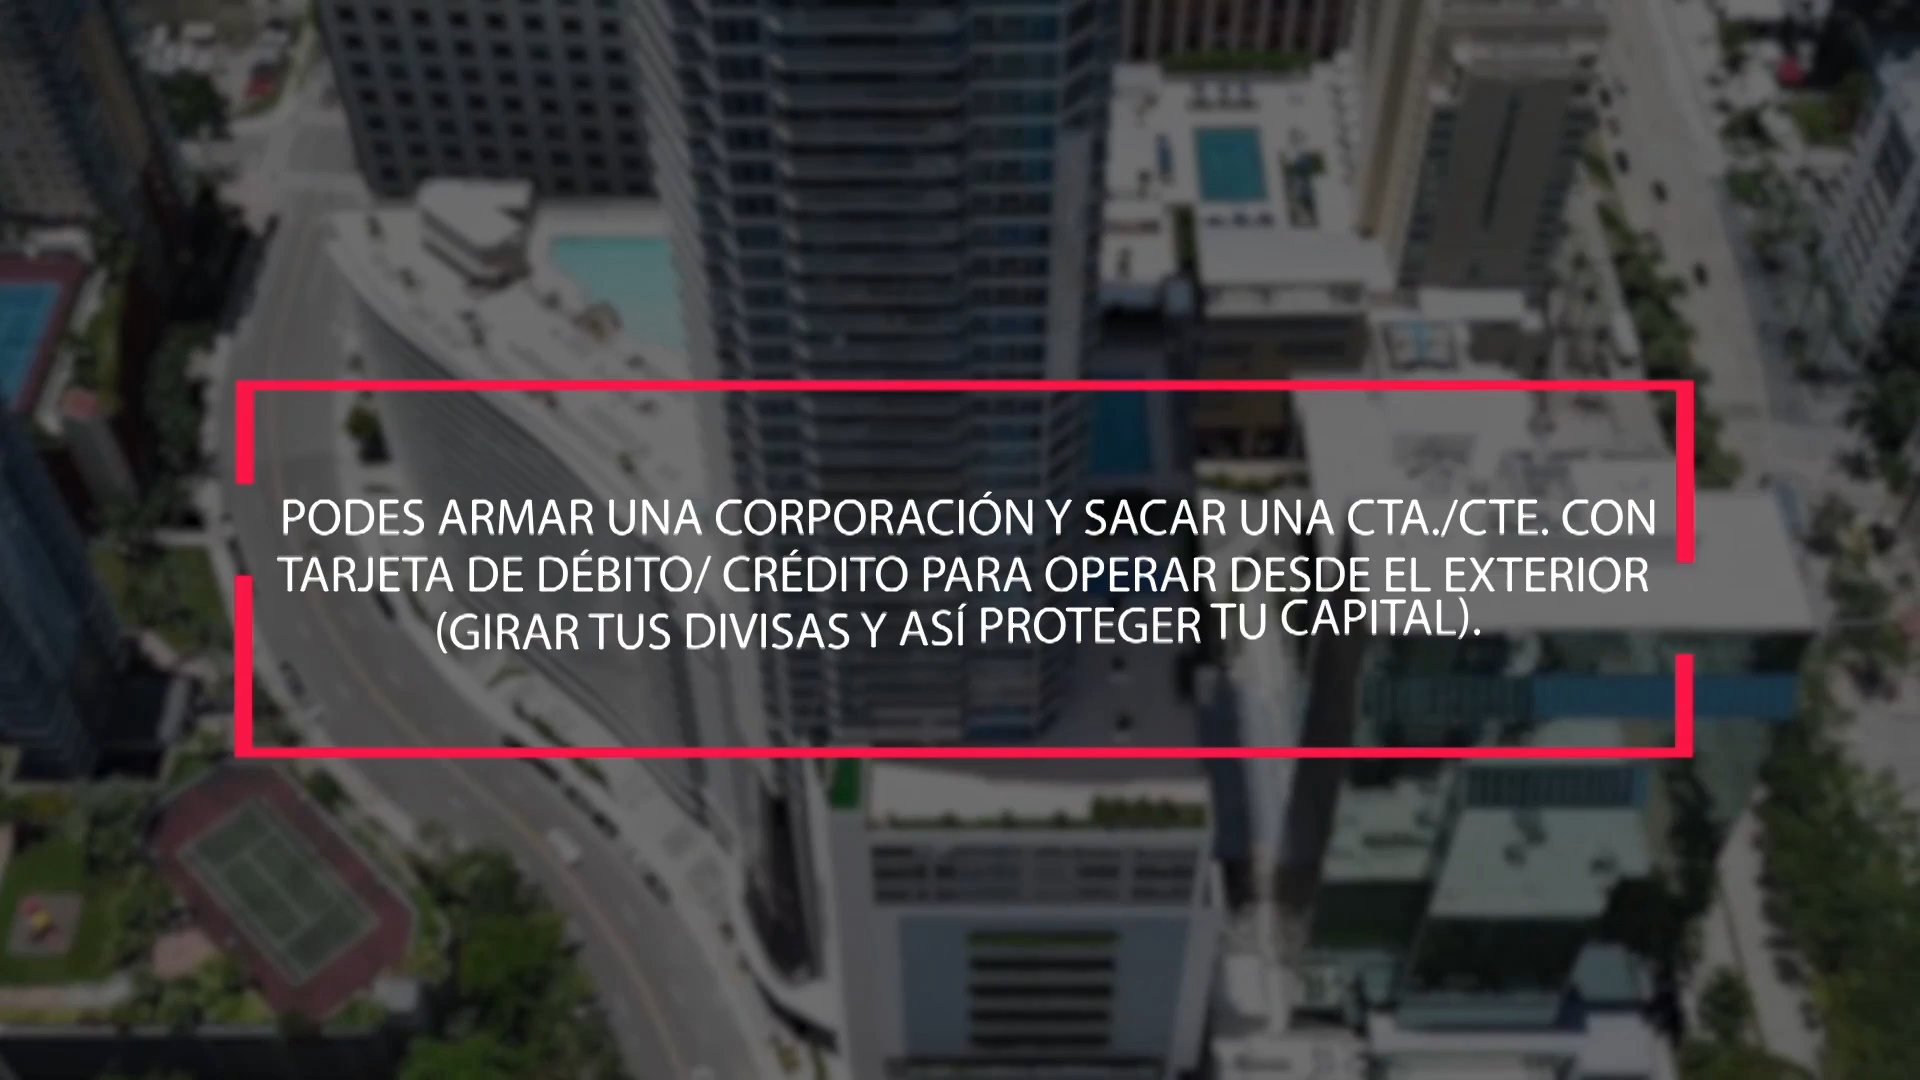 PODES ARMAR UNA CORPORACIÓN Y SACAR UNA CTA./CTE. CON
TARJETA DE DÉBITO/ CRÉDITO PARA OPERAR DESDE EL EXTERIOR
(GIRAR TUS DIVISAS Y ASÍ PROTEGER TU CAPITAL).